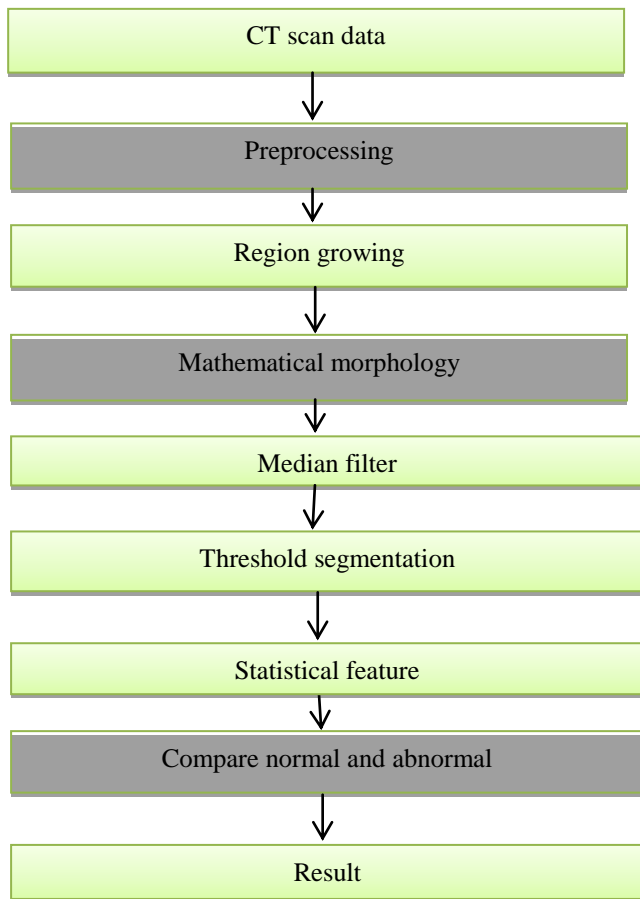 CT scan data
Preprocessing
Region growing
Mathematical morphology
Median filter
Threshold segmentation
Statistical feature
Compare normal and abnormal
Result